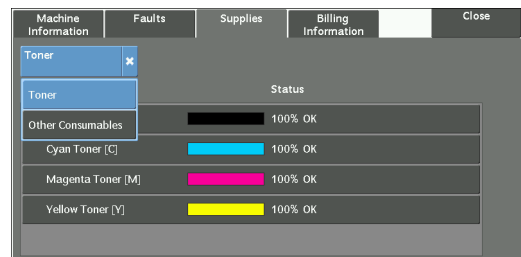 Machine Information
Faults
Supplies
Billing Information
Close
Toner
Toner
Status
Other Consumables
100% OK
Cyan Toner [C]
100% OK
Magenta Toner [M]
100% OK
Yellow Toner [Y]
100% OK